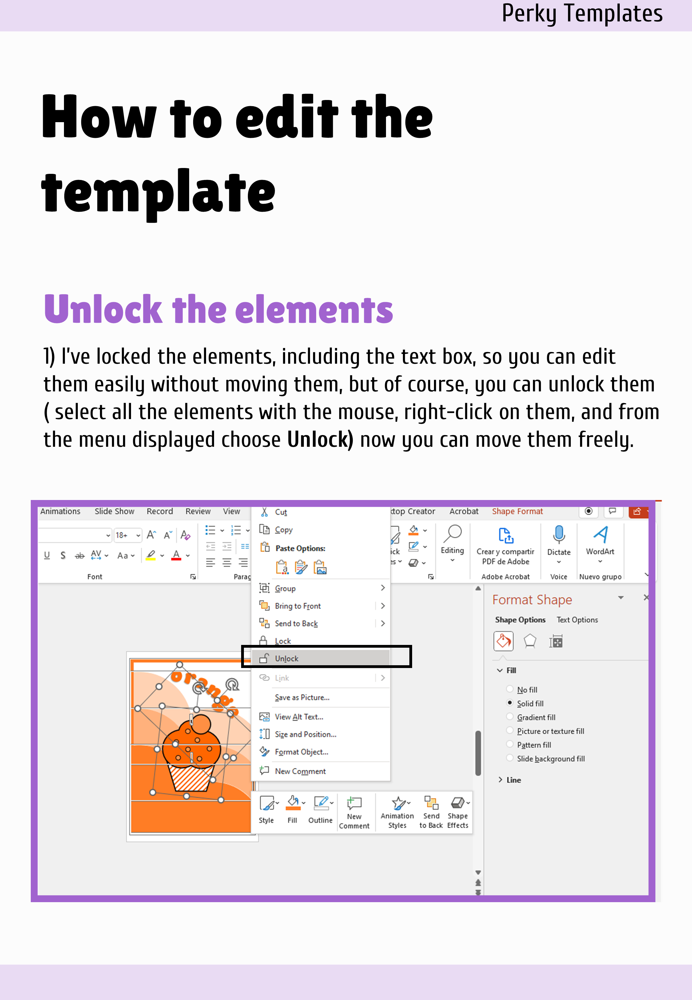 Perky Templates
How to edit the
template
Unlock the elements
1) I've locked the elements, including the text box, so you can edit
them easily without moving them, but of course, you can unlock them
( select all the elements with the mouse, right-click on them, and from
the menu displayed choose Unlock) now you can move them freely.
Animations Slide Show Record Review View
ktop Creator Acrobat Shape Format
18+
Aa
Font
Parag
Editing
Crear y compartir
PDF de Adobe
Adobe Acrobat
Dictate
Voice
WordArt
Nuevo grupo
Cut
Copy
Paste Options:
Group
Bring to Front
Send to Back
Lock
Unlock
Link
Save as Picture...
View Alt Text...
Size and Position...
Format Object...
New Comment
orange
Style
Fill
Outline
New
Comment
Animation
Styles
Send
to Back
Shape
Effects
Format Shape
Shape Options Text Options
Fill
No fill
Solid fill
Gradient fill
Picture or texture fill
Pattern fill
Slide background fill
Line